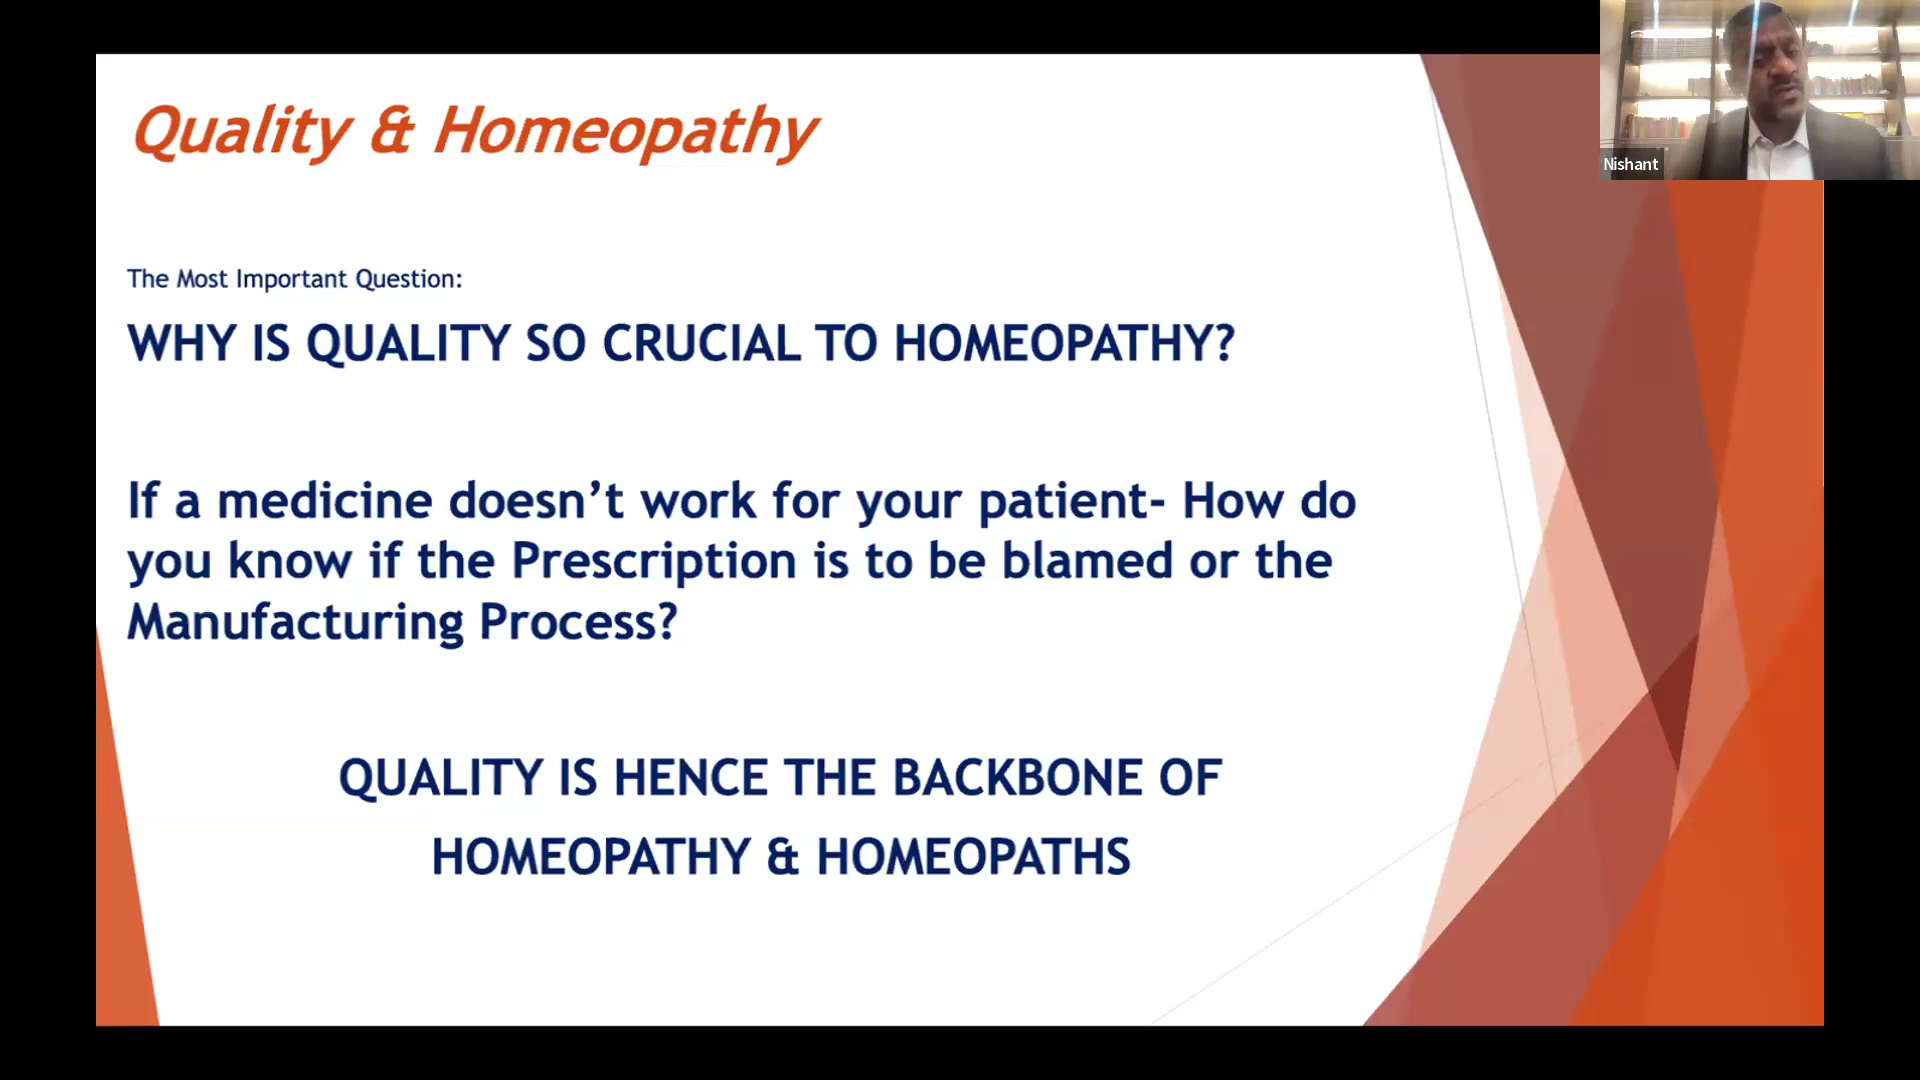 Quality & Homeopathy
Nishant
The Most Important Question:
WHY IS QUALITY SO CRUCIAL TO HOMEOPATHY?
If a medicine doesn’t work for your patient- How do
you know if the Prescription is to be blamed or the
Manufacturing Process?
QUALITY IS HENCE THE BACKBONE OF
HOMEOPATHY & HOMEOPATHS